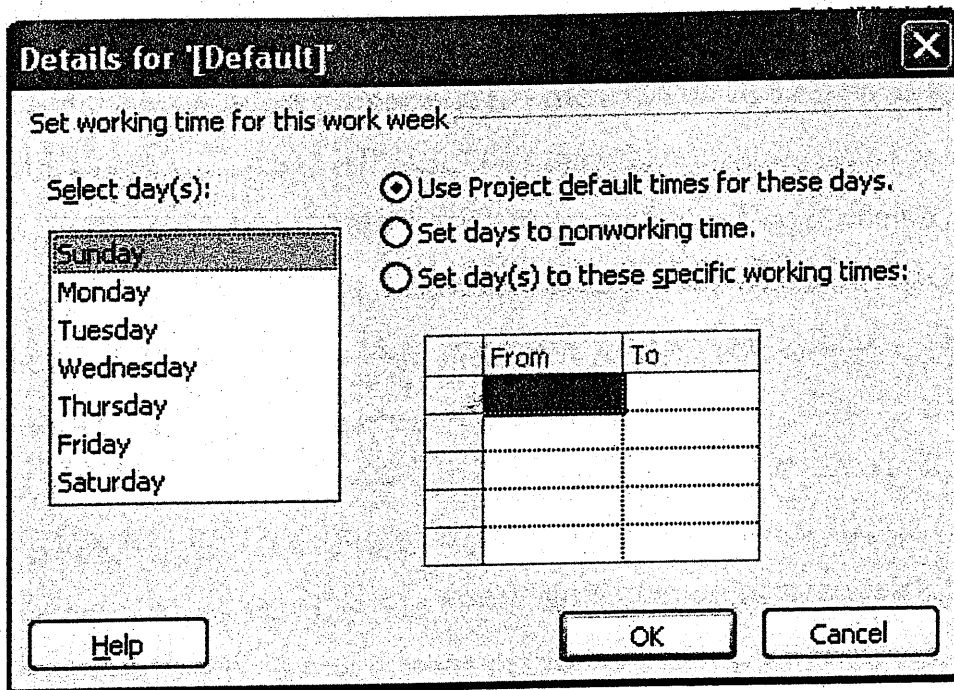 Details for '[Default]'
Set working time for this work week
Select day(s):
Sunday
Monday
Tuesday
Wednesday
Thursday
Friday
Saturday
Use Project default times for these days.
Set days to nonworking time.
Set day(s) to these specific working times:
From To
Help OK Cancel